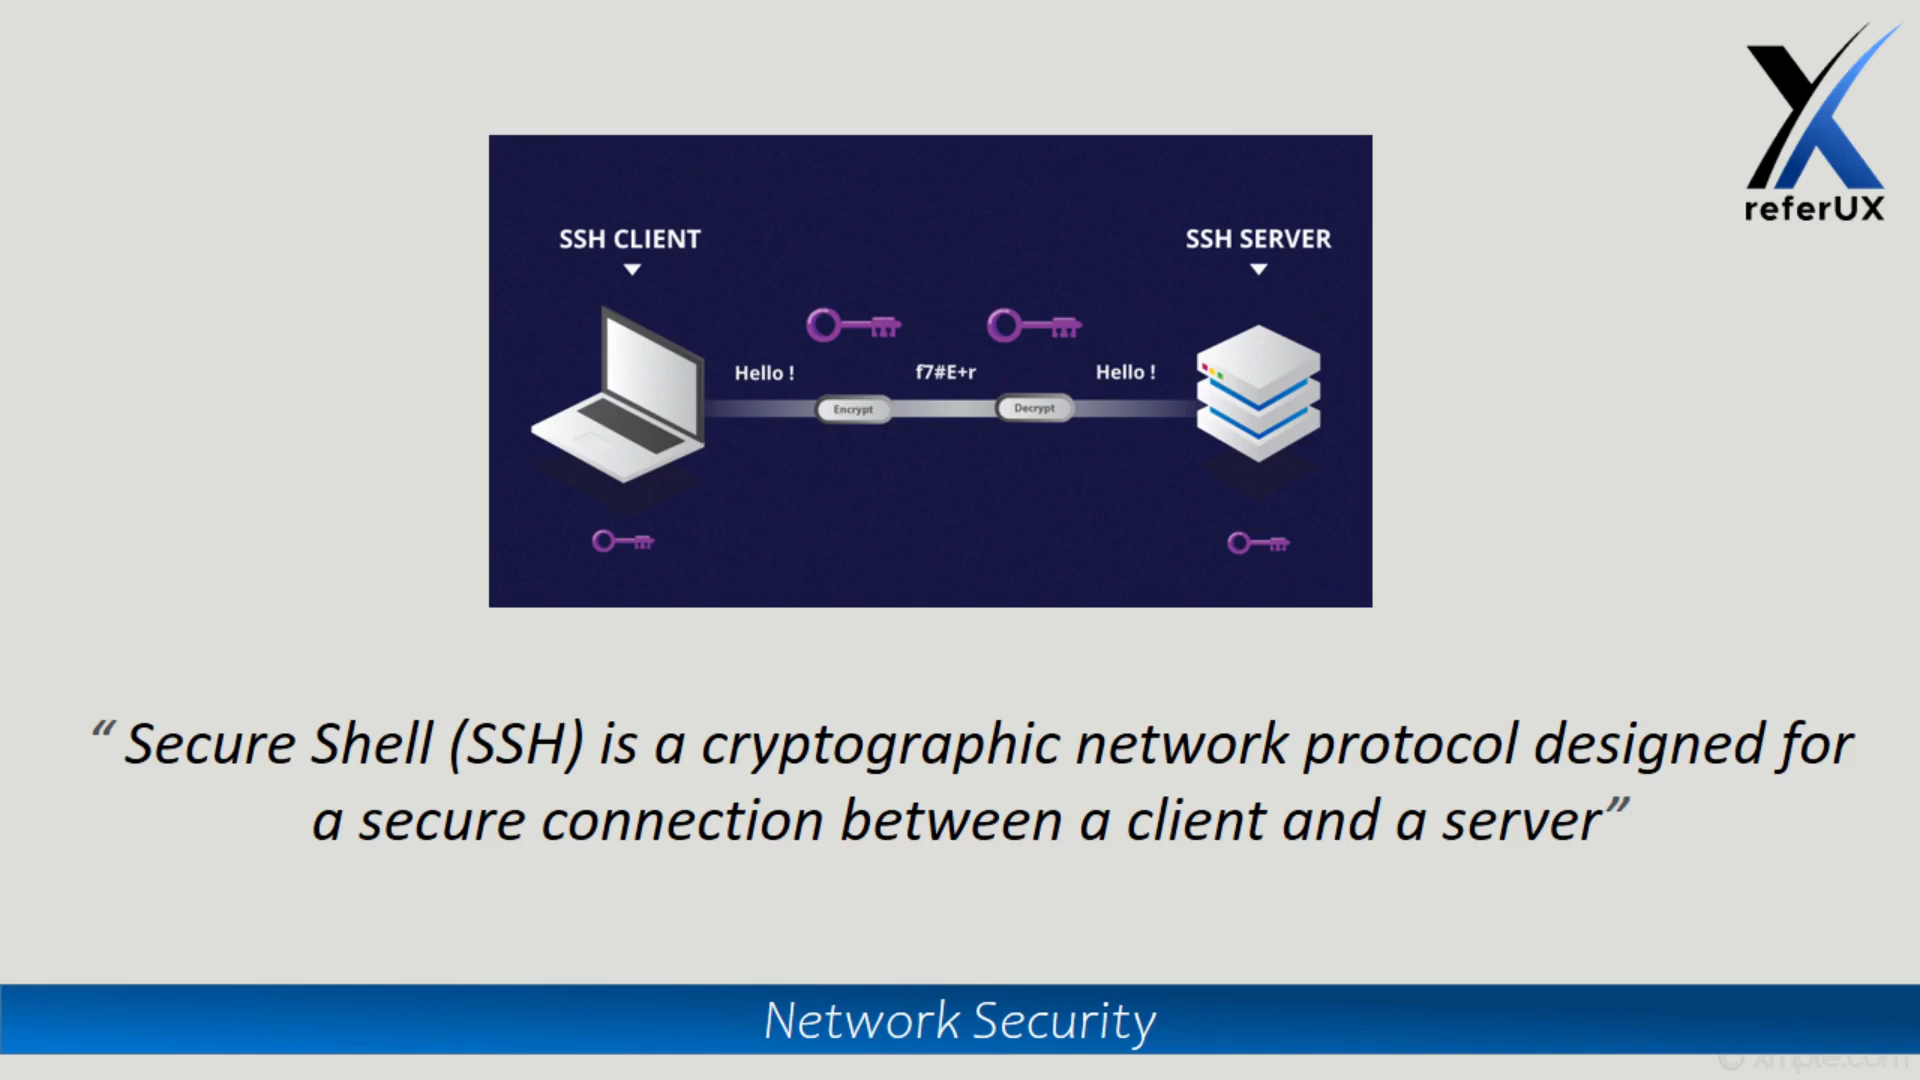 referUX
SSH CLIENT
SSH SERVER
Hello !
f7#E+r
Hello !
Encrypt
Decrypt
“ Secure Shell (SSH) is a cryptographic network protocol designed for
a secure connection between a client and a server”
Network Security